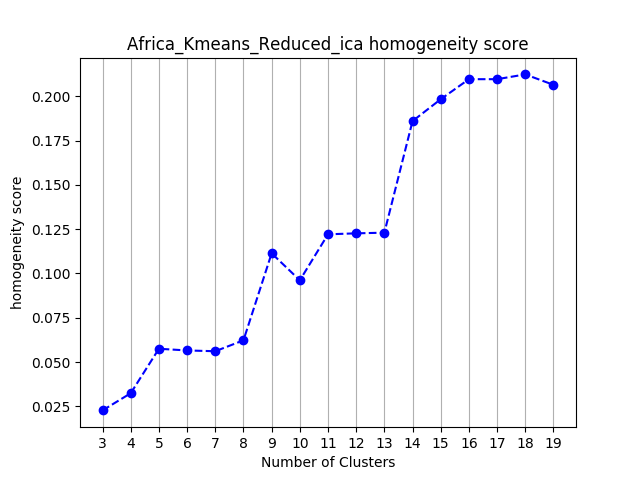 Africa_Kmeans_Reduced_ica homogeneity score
homogeneity score
0.200
0.175
0.150
0.125
0.100
0.075
0.050
0.025
3 4 5 6 7 8 9 10 11 12 13 14 15 16 17 18 19
Number of Clusters